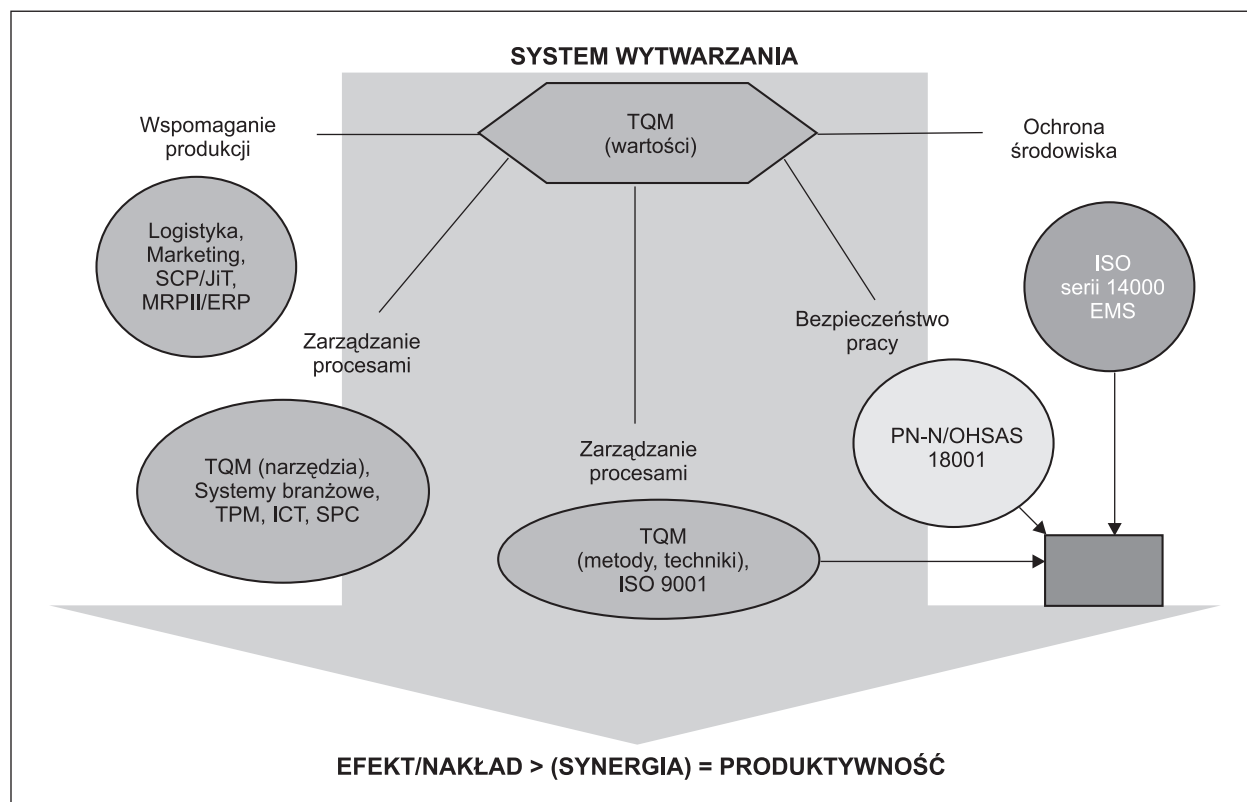 SYSTEM WYTWARZANIA
TQM
(wartości)
Wspomaganie
produkcji
Ochrona
środowiska
Logistyka,
Marketing,
SCP/JiT,
MRPII/ERP
ISO
serii 14000
EMS
Zarządzanie
procesami
Bezpieczeństwo
pracy
TQM (narzędzia),
Systemy branżowe,
TPM, ICT, SPC
Zarządzanie
procesami
PN-N/OHSAS
18001
TQM
(metody, techniki),
ISO 9001
EFEKT/NAKŁAD > (SYNERGIA) = PRODUKTYWNOŚĆ